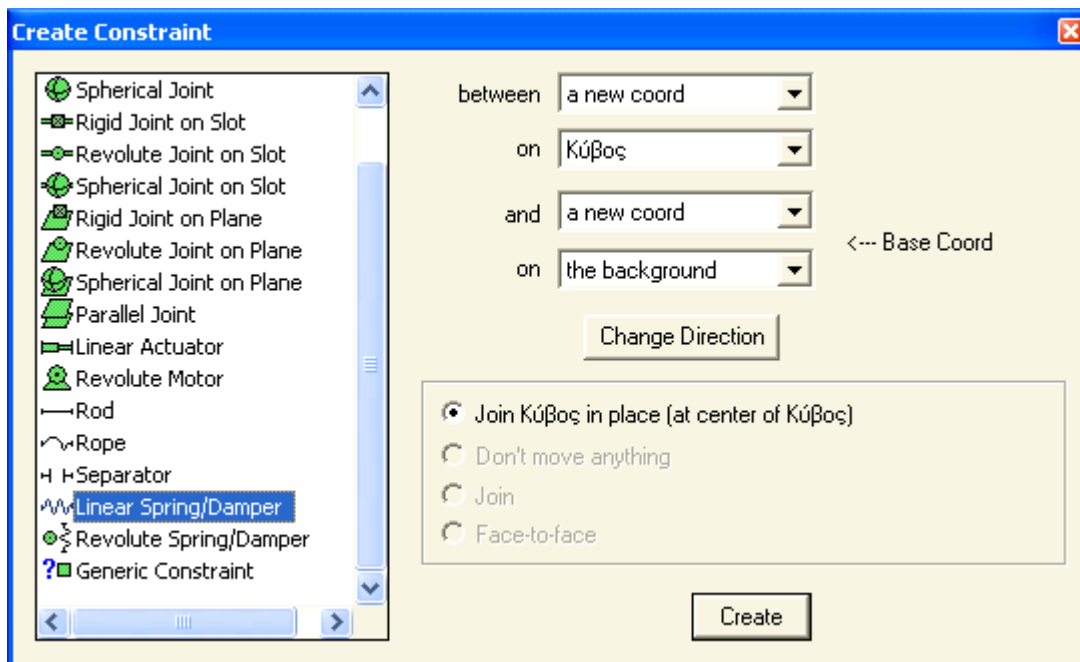 Create Constraint
Spherical Joint
Rigid Joint on Slot
Revolute Joint on Slot
Spherical Joint on Slot
Rigid Joint on Plane
Revolute Joint on Plane
Spherical Joint on Plane
Parallel Joint
Linear Actuator
Revolute Motor
Rod
Rope
Separator
Linear Spring/Damper
Revolute Spring/Damper
?Generic Constraint
between a new coord
on Κύβος
and a new coord
<--- Base Coord
on the background
Change Direction
Join Κύβος in place (at center of Κύβος)
Don't move anything
Join
Face-to-face
Create